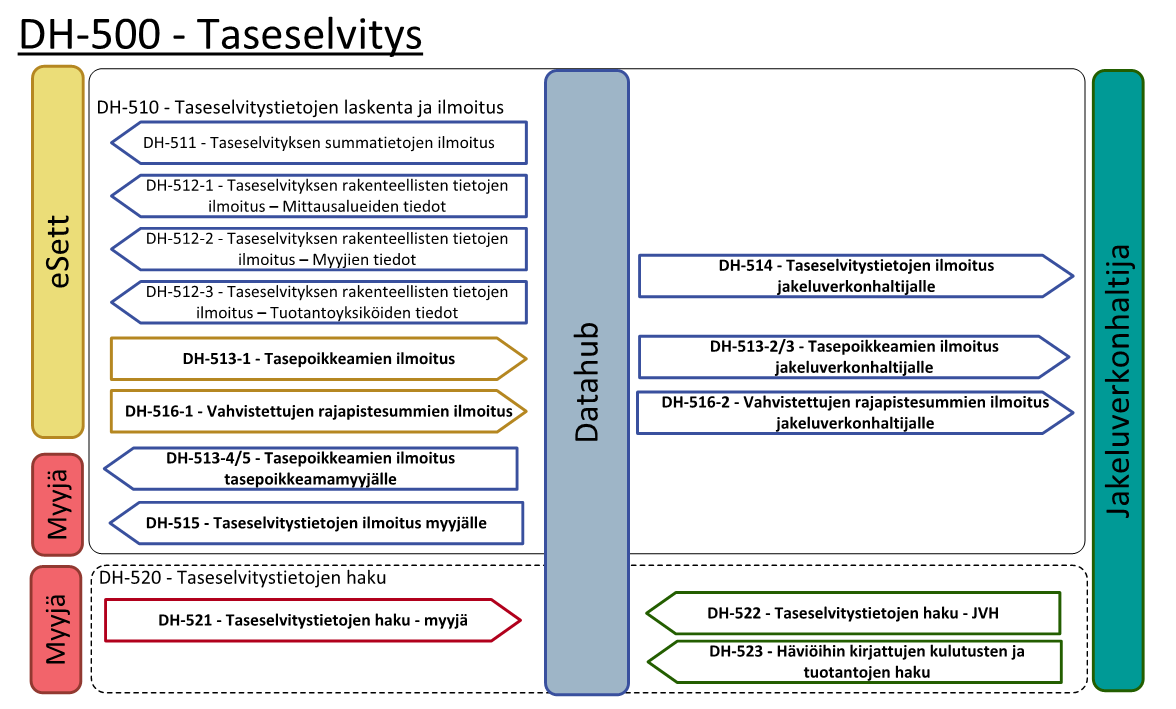 DH-500 - Taseselvitys
eSett
DH-510 - Taseselvitystietojen laskenta ja ilmoitus
DH-511 - Taseselvityksen summatietojen ilmoitus
DH-512-1 - Taseselvityksen rakenteellisten tietojen
ilmoitus – Mittausalueiden tiedot
DH-512-2 - Taseselvityksen rakenteellisten tietojen
ilmoitus – Myyjien tiedot
DH-512-3 - Taseselvityksen rakenteellisten tietojen
ilmoitus – Tuotantoyksiköiden tiedot
DH-513-1 - Tasepoikkeamien ilmoitus
DH-516-1 - Vahvistettujen rajapistesummien ilmoitus
Myyjä
DH-513-4/5 - Tasepoikkeamien ilmoitus
tasepoikkeamamyyjälle
DH-515 - Taseselvitystietojen ilmoitus myyjälle
Datahub
DH-514 - Taseselvitystietojen ilmoitus
jakeluverkonhaltijalle
DH-513-2/3 - Tasepoikkeamien ilmoitus
jakeluverkonhaltijalle
DH-516-2 - Vahvistettujen rajapistesummien ilmoitus
jakeluverkonhaltijalle
Jakeluverkonhaltija
Myyjä
DH-520 - Taseselvitystietojen haku
DH-521 - Taseselvitystietojen haku - myyjä
DH-522 - Taseselvitystietojen haku - JVH
DH-523 - Häviöihin kirjattujen kulutusten ja
tuotantojen haku